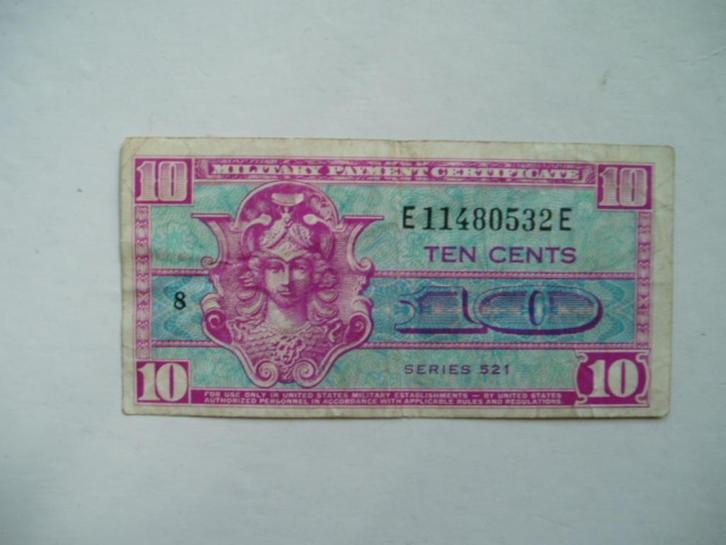 10 MILITARY PAYMENT CERTIFICATE 10
E11480532E
TEN CENTS
8 10
SERIES 521
10 10
FOR USE ONLY IN UNITED STATES MILITARY ESTABLISHMENTS — BY UNITED STATES
AUTHORIZED PERSONNEL IN ACCORDANCE WITH APPLICABLE RULES AND REGULATIONS.